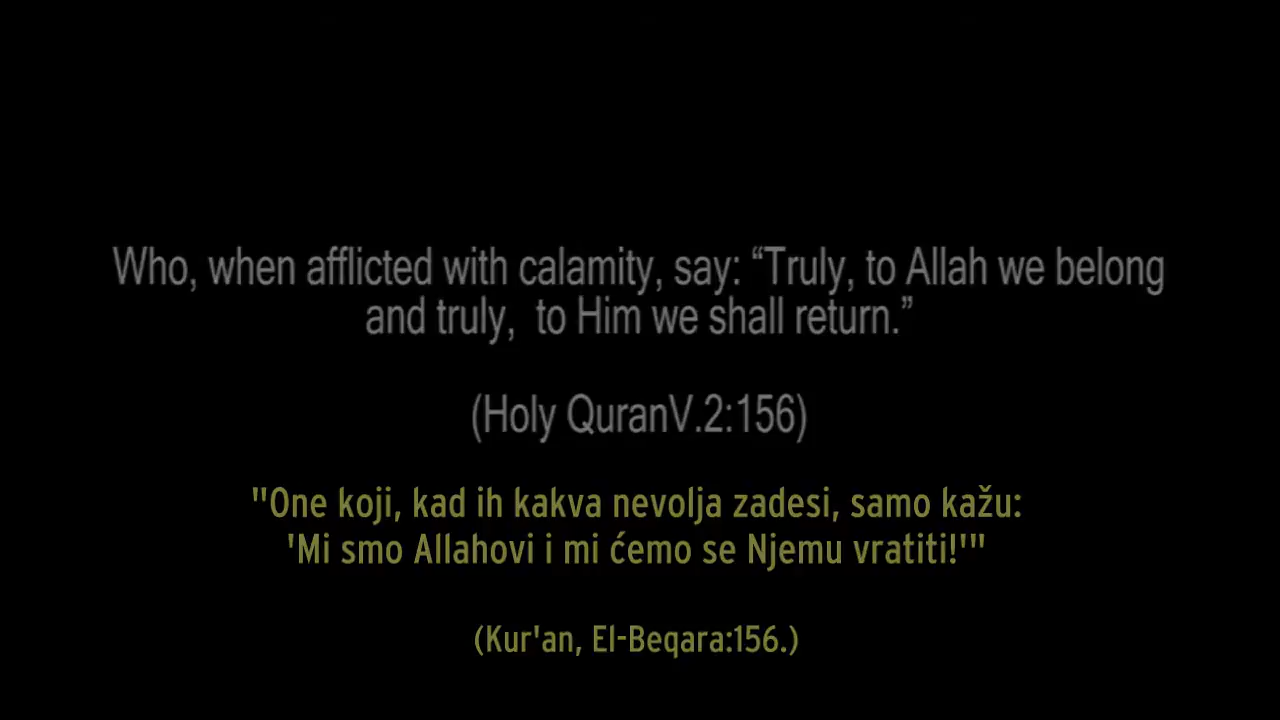 Who, when afflicted with calamity, say: “Truly, to Allah we belong
and truly,  to Him we shall return.”
(Holy QuranV.2:156)
"One koji, kad ih kakva nevolja zadesi, samo kažu:
'Mi smo Allahovi i mi ćemo se Njemu vratiti!'"
(Kur'an, El-Beqara:156.)